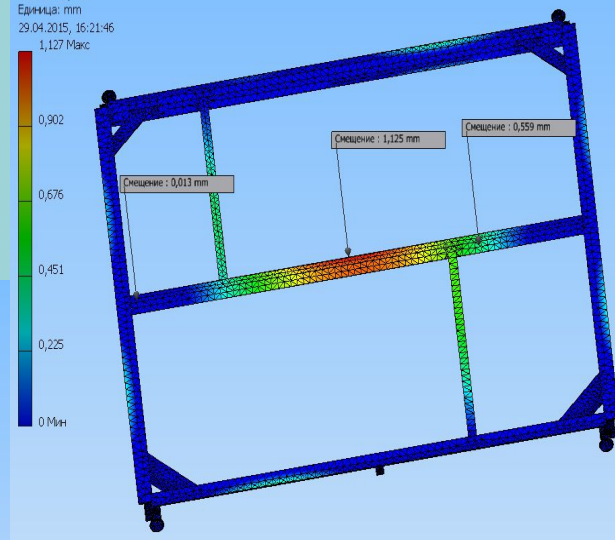 Единица: mm
29.04.2015, 16:21:46
1,127 Макс
0,902
0,676
0,451
0,225
0 Мин
Смещение : 1,125 mm
Смещение : 0,559 mm
Смещение : 0,013 mm